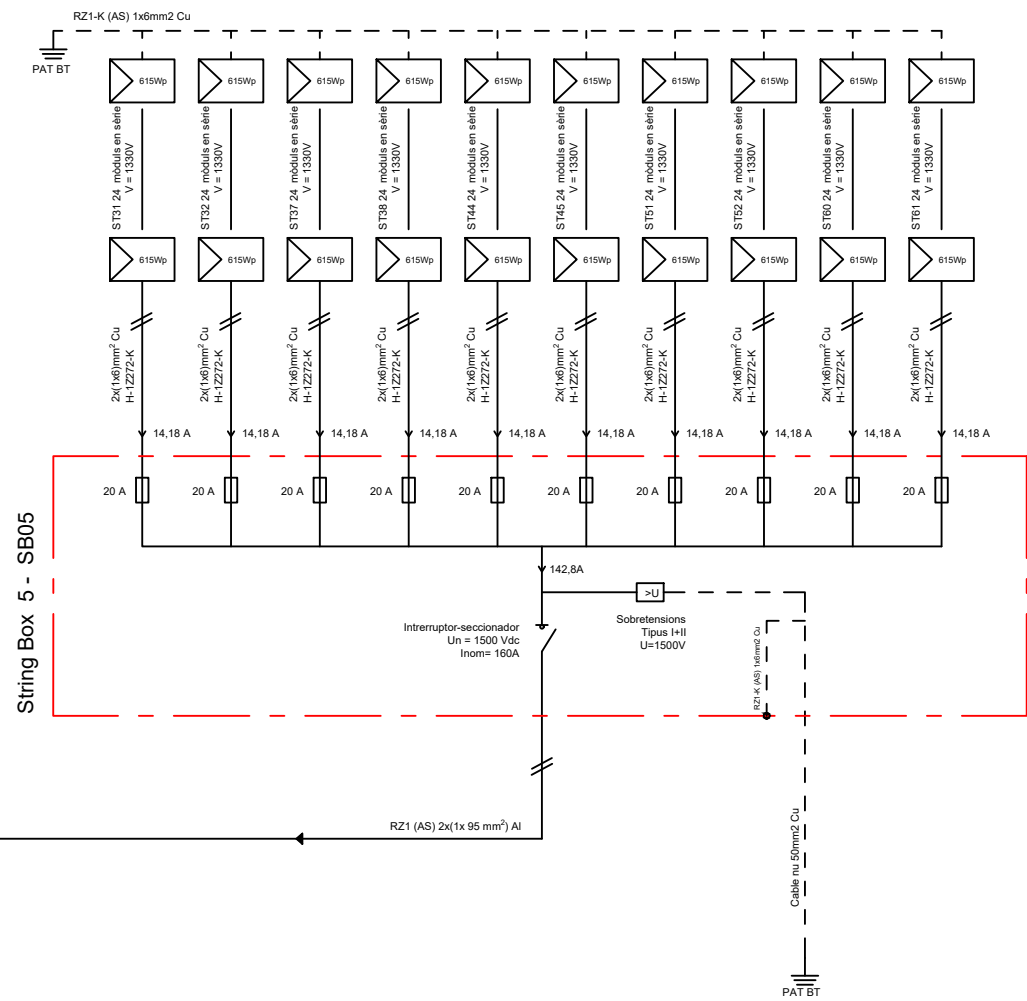 RZ1-K (AS) 1x6mm2 Cu
PAT BT
615Wp 615Wp 615Wp 615Wp 615Wp 615Wp 615Wp 615Wp 615Wp 615Wp
ST31 24 mòduls en sèrie
V = 1330V
ST32 24 mòduls en sèrie
V = 1330V
ST37 24 mòduls en sèrie
V = 1330V
ST38 24 mòduls en sèrie
V = 1330V
ST44 24 mòduls en sèrie
V = 1330V
ST45 24 mòduls en sèrie
V = 1330V
ST51 24 mòduls en sèrie
V = 1330V
ST52 24 mòduls en sèrie
V = 1330V
ST60 24 mòduls en sèrie
V = 1330V
ST61 24 mòduls en sèrie
V = 1330V
615Wp 615Wp 615Wp 615Wp 615Wp 615Wp 615Wp 615Wp 615Wp 615Wp
2x(1x6)mm² Cu
H-1Z272-K
2x(1x6)mm² Cu
H-1Z272-K
2x(1x6)mm² Cu
H-1Z272-K
2x(1x6)mm² Cu
H-1Z272-K
2x(1x6)mm² Cu
H-1Z272-K
2x(1x6)mm² Cu
H-1Z272-K
2x(1x6)mm² Cu
H-1Z272-K
2x(1x6)mm² Cu
H-1Z272-K
2x(1x6)mm² Cu
H-1Z272-K
2x(1x6)mm² Cu
H-1Z272-K
14,18 A 14,18 A 14,18 A 14,18 A 14,18 A 14,18 A 14,18 A 14,18 A 14,18 A 14,18 A
20 A 20 A 20 A 20 A 20 A 20 A 20 A 20 A 20 A 20 A
String Box 5 - SB05
142,8A
>U
Intrerruptor-seccionador
Un = 1500 Vdc
Inom= 160A
Sobretensions
Tipus I+II
U=1500V
RZ1-K (AS) 1x6mm2 Cu
RZ1 (AS) 2x(1x 95 mm²) Al
Cable nu 50mm2 Cu
PAT BT